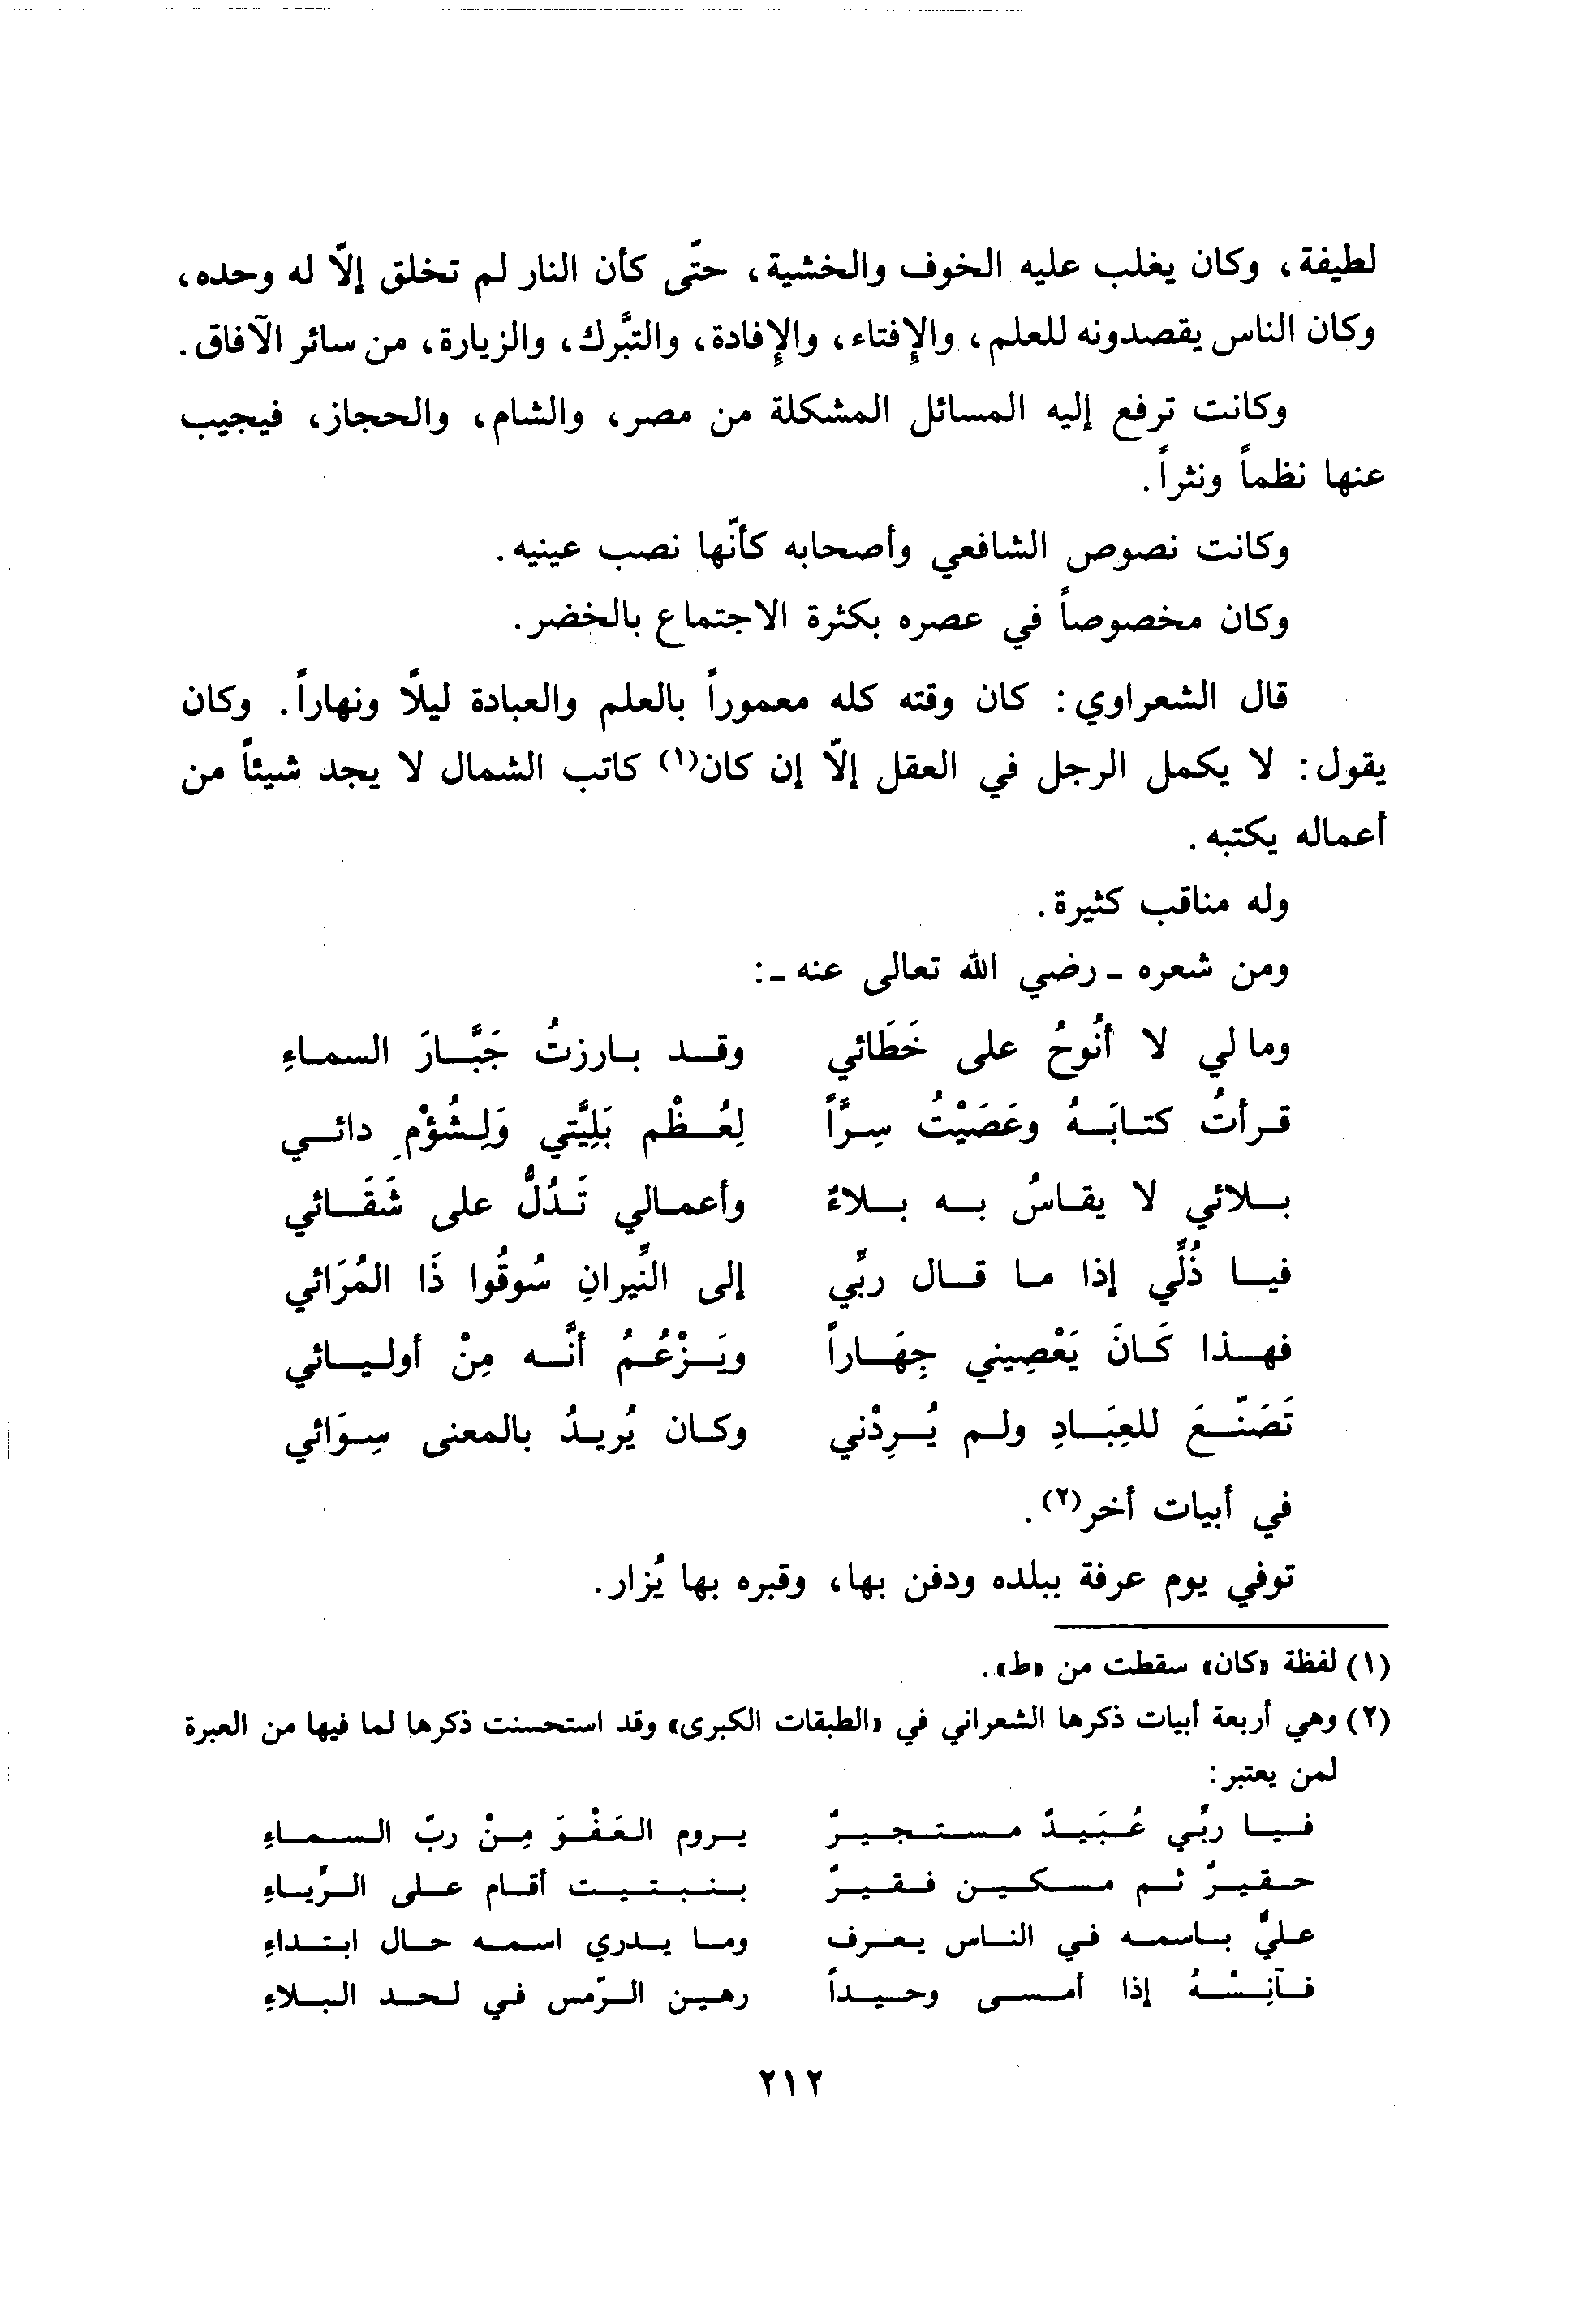 لطيفة، وكان يغلب عليه الخوف والخشية، حتّى كأن النار لم تخلق إلاّ له وحده،
وكان الناس يقصدونه للعلم، والإفتاء، والإفادة، والتبَّرك، والزيارة، من سائر الآفاق.
وكانت ترفع إليه المسائل المشكلة من مصر، والشام، والحجاز، فيجيب
عنها نظماً ونثراً.
وكانت نصوص الشافعي وأصحابه كأنّها نصب عينيه.
وكان مخصوصاً في عصره بكثرة الاجتماع بالخضر.
قال الشعراوي: كان وقته كله معموراً بالعلم والعبادة ليلًا ونهاراً. وكان
يقول: لا يكمل الرجل في العقل إلاّ إن كان(١) كاتب الشمال لا يجد شيئاً من
أعماله يكتبه.
وله مناقب كثيرة.
ومن شعره ـ رضي الله تعالى عنه ـ:
وما لي لا أنُوحُ على خَطَائي وقد بارزتُ جَبَّارَ السماءِ
قرأتُ كتابَهُ وعَصَيْتُ سِرَّاً لِعُظْم بَلِيَّتي وَلِشُؤْمِ دائي
بلائي لا يقاسُ به بلاءٌ وأعمالي تَدُلُّ على شَقَائي
فيا ذُلِّي إذا ما قال ربِّي إلى النِّيرانِ سُوقُوا ذَا المُرَائي
فهذا كَانَ يَعْصِيني جِهَاراً ويَزْعُمُ أنَّه مِنْ أوليائي
تَصَنّعَ للعِبَادِ ولم يُرِدْني وكان يُريدُ بالمعنى سِوَائي
في أبيات أخر(٢).
توفي يوم عرفة ببلده ودفن بها، وقبره بها يُزار.
(١) لفظة «كان» سقطت من «ط».
(٢) وهي أربعة أبيات ذكرها الشعراني في «الطبقات الكبرى» وقد استحسنت ذكرها لما فيها من العبرة
لمن يعتبر:
فيا ربِّي عُبَيدٌ مستجيرٌ يروم العَفْوَ مِنْ ربّ السماءِ
حقيرٌ ثم مسكين فقيرٌ بنبتيت أقام على الرِّياءِ
عليٌّ باسمه في الناس يعرف وما يدري اسمه حال ابتداءِ
فآنِسْهُ إذا أمسى وحيداً رهين الرّمس في لحد البلاءِ
٢١٢